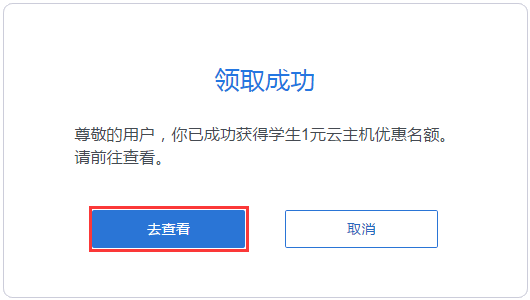 领取成功
尊敬的用户，你已成功获得学生1元云主机优惠名额。
请前往查看。
去查看
取消